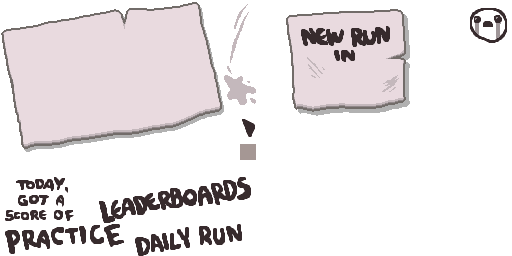 NEW RUN
IN
TODAY,
GOT A
SCORE OF
LEADERBOARDS
PRACTICE
DAILY RUN